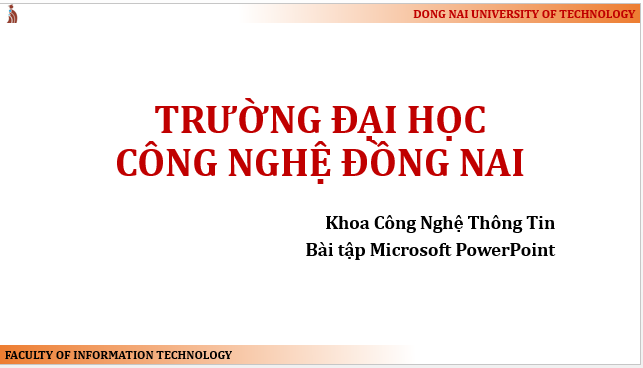 DONG NAI UNIVERSITY OF TECHNOLOGY
TRƯỜNG ĐẠI HỌC
CÔNG NGHỆ ĐỒNG NAI
Khoa Công Nghệ Thông Tin
Bài tập Microsoft PowerPoint
FACULTY OF INFORMATION TECHNOLOGY